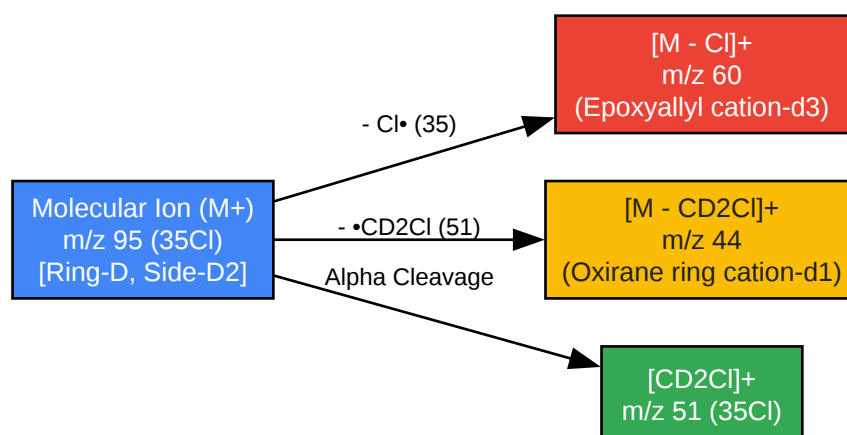 [M - Cl]+
m/z 60
(Epoxyallyl cation-d3)
- Cl• (35)
Molecular Ion (M+)
m/z 95 (35Cl)
[Ring-D, Side-D2]
- •CD2Cl (51)
[M - CD2Cl]+
m/z 44
(Oxirane ring cation-d1)
Alpha Cleavage
[CD2Cl]+
m/z 51 (35Cl)